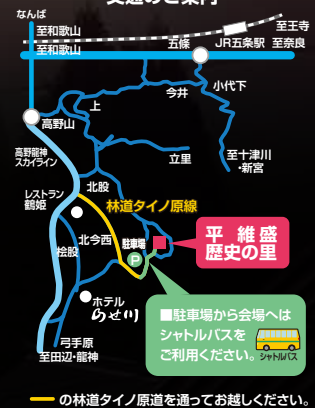 なんば
至和歌山
至和歌山
五條
JR五条駅
至王寺
至奈良
今井
小代下
上
高野山
高野龍神
スカイライン
立里
至十津川
・新宮
北股
レストラン
鶴姫
林道タイノ原線
北今西
駐車場
P
平 維盛
歴史の里
桧股
ホテル
のせ川
■駐車場から会場へは
シャトルバスを
ご利用ください。
シャトルバス
弓手原
至田辺・龍神
の林道タイノ原道を通ってお越しください。